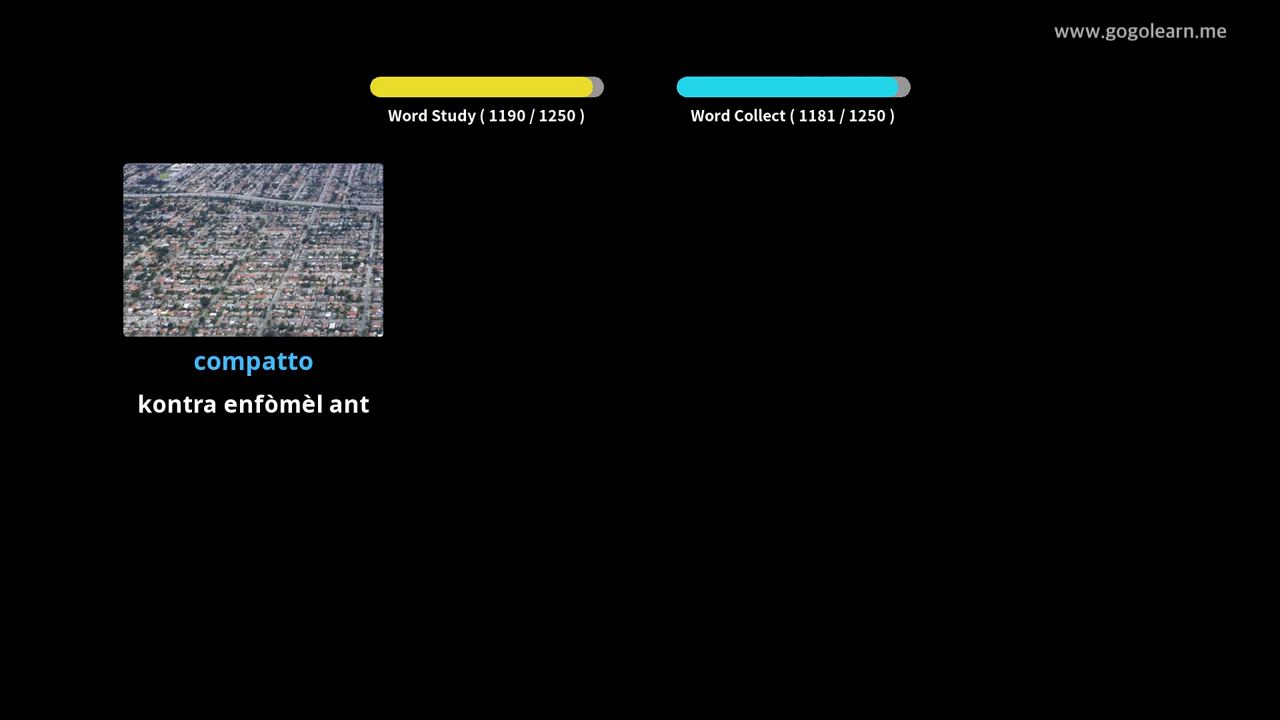 www.gogolearn.me
Word Study ( 1190 / 1250 )
Word Collect ( 1181 / 1250 )
compatto
kontra enfòmèl ant